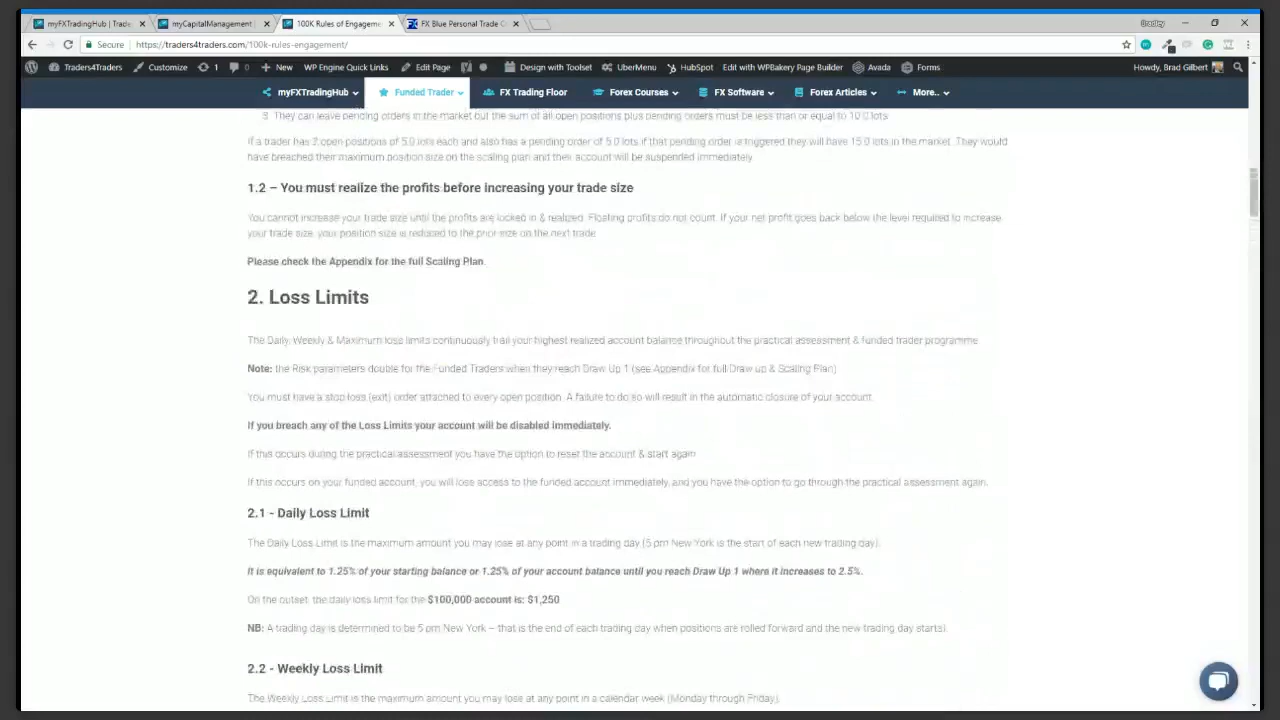 myFXTradingHub | Trade
myCapitalManagement |
100K Rules of Engageme
FX Blue Personal Trade C
Bradley
Secure
https://traders4traders.com/100k-rules-engagement/
Traders4Traders
Customize
1
0
New
WP Engine Quick Links
Edit Page
Design with Toolset
UberMenu
HubSpot
Edit with WPBakery Page Builder
Avada
Forms
Howdy, Brad Gilbert
myFXTradingHub
Funded Trader
FX Trading Floor
Forex Courses
FX Software
Forex Articles
More..
3. They can leave pending orders in the market but the sum of all open positions plus pending orders must be less than or equal to 10.0 lots
If a trader has 2 open positions of 5.0 lots each and also has a pending order of 5.0 lots if that pending order is triggered they will have 15.0 lots in the market. They would
have breached their maximum position size on the scaling plan and their account will be suspended immediately.
1.2 – You must realize the profits before increasing your trade size
You cannot increase your trade size until the profits are locked in & realized. Floating profits do not count. If your net profit goes back below the level required to increase
your trade size, your position size is reduced to the prior size on the next trade.
Please check the Appendix for the full Scaling Plan.
2. Loss Limits
The Daily, Weekly & Maximum loss limits continuously trail your highest realized account balance throughout the practical assessment & funded trader programme
Note: the Risk parameters double for the Funded Traders when they reach Draw Up 1 (see Appendix for full Draw up & Scaling Plan)
You must have a stop loss (exit) order attached to every open position. A failure to do so will result in the automatic closure of your account.
If you breach any of the Loss Limits your account will be disabled immediately.
If this occurs during the practical assessment you have the option to reset the account & start again
If this occurs on your funded account, you will lose access to the funded account immediately, and you have the option to go through the practical assessment again.
2.1 - Daily Loss Limit
The Daily Loss Limit is the maximum amount you may lose at any point in a trading day (5 pm New York is the start of each new trading day).
It is equivalent to 1.25% of your starting balance or 1.25% of your account balance until you reach Draw Up 1 where it increases to 2.5%.
On the outset, the daily loss limit for the $100,000 account is: $1,250
NB: A trading day is determined to be 5 pm New York – that is the end of each trading day when positions are rolled forward and the new trading day starts).
2.2 - Weekly Loss Limit
The Weekly Loss Limit is the maximum amount you may lose at any point in a calendar week (Monday through Friday).